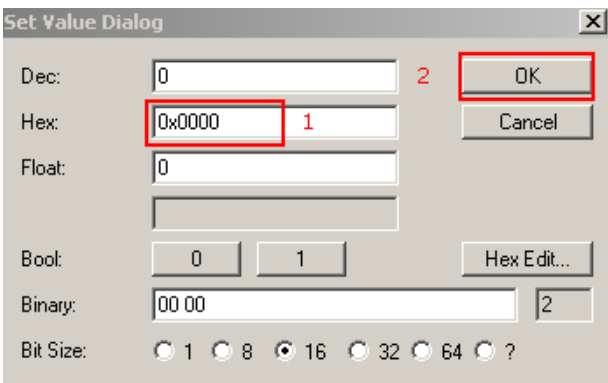 Set Value Dialog
Dec: 0 2 OK
Hex: 0x0000 1 Cancel
Float: 0
Bool: 0 1 Hex Edit...
Binary: 00 00 2
Bit Size: 1 8 16 32 64 ?